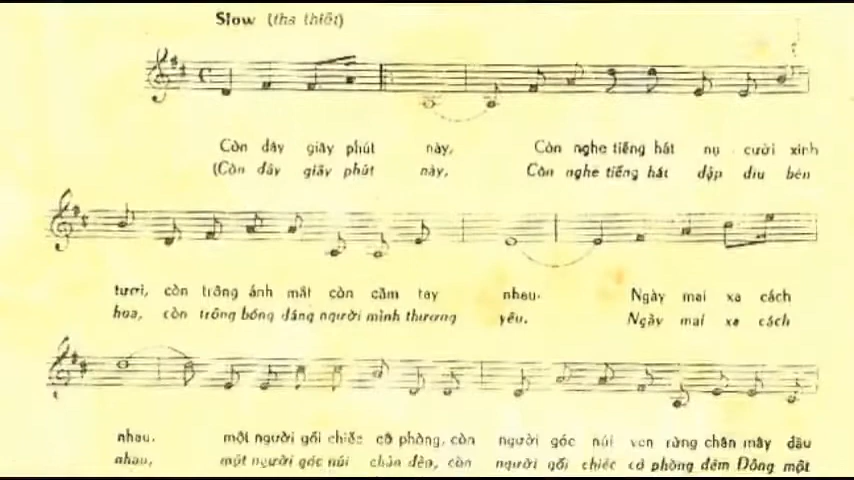 Slow (tha thiết)
Còn đây giây phút này, Còn nghe tiếng hát nụ cười xinh
(Còn đây giây phút này, Còn nghe tiếng hát dập dìu bên
tươi, còn trông ánh mắt còn cầm tay nhau. Ngày mai xa cách
hoa, còn trông bóng dáng người mình thương yêu. Ngày mai xa cách
nhau. một người gối chiếc cô phòng, còn người góc núi ven rừng chân mây đầu
nhau, một người góc núi chân đèo, còn người gối chiếc cô phòng đêm Đông một